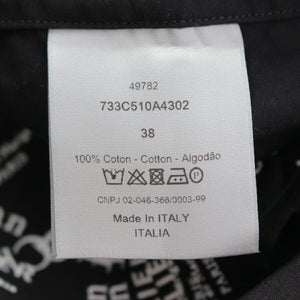 49782
733C510A4302
38
100% Coton - Cotton - Algodão
CNPJ 02-046-368/0003-99
Made In ITALY
ITALIA